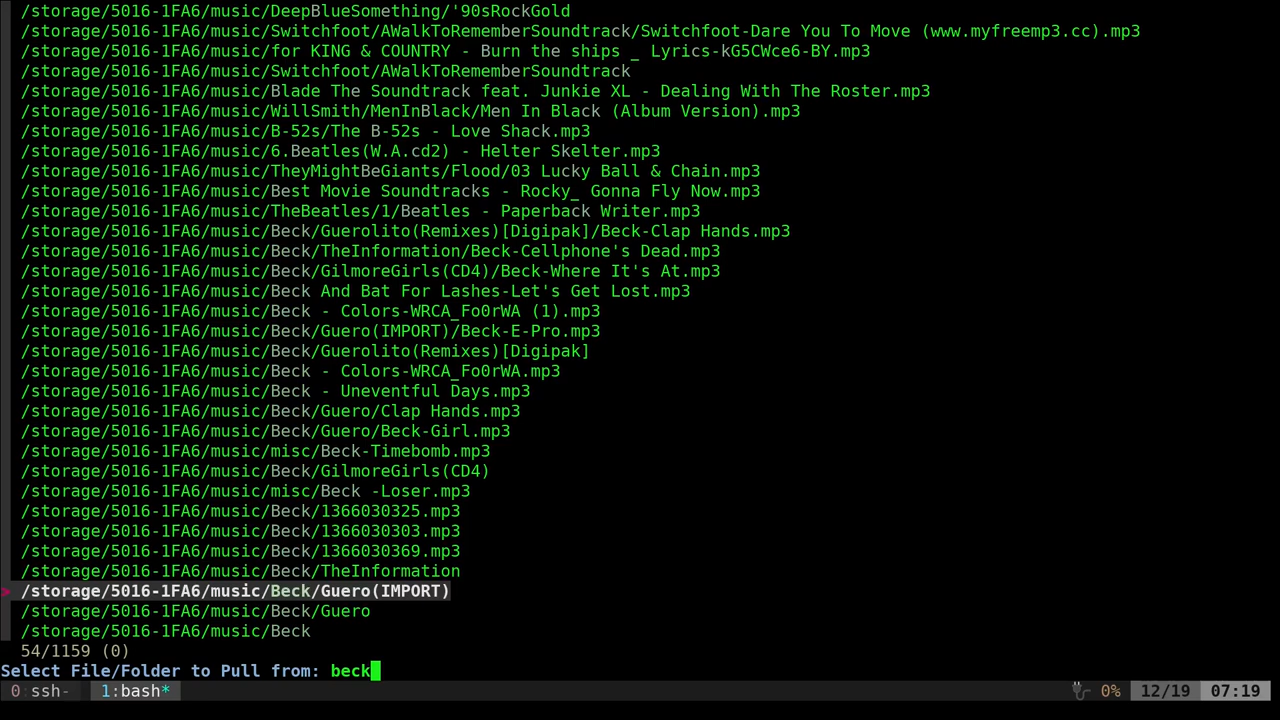 /storage/5016-1FA6/music/DeepBlueSomething/'90sRockGold
/storage/5016-1FA6/music/Switchfoot/AWalkToRememberSoundtrack/Switchfoot-Dare You To Move (www.myfreemp3.cc).mp3
/storage/5016-1FA6/music/for KING & COUNTRY - Burn the ships _ Lyrics-kG5CWce6-BY.mp3
/storage/5016-1FA6/music/Switchfoot/AWalkToRememberSoundtrack
/storage/5016-1FA6/music/Blade The Soundtrack feat. Junkie XL - Dealing With The Roster.mp3
/storage/5016-1FA6/music/WillSmith/MenInBlack/Men In Black (Album Version).mp3
/storage/5016-1FA6/music/B-52s/The B-52s - Love Shack.mp3
/storage/5016-1FA6/music/6.Beatles(W.A.cd2) - Helter Skelter.mp3
/storage/5016-1FA6/music/TheyMightBeGiants/Flood/03 Lucky Ball & Chain.mp3
/storage/5016-1FA6/music/Best Movie Soundtracks - Rocky_ Gonna Fly Now.mp3
/storage/5016-1FA6/music/TheBeatles/1/Beatles - Paperback Writer.mp3
/storage/5016-1FA6/music/Beck/Guerolito(Remixes)[Digipak]/Beck-Clap Hands.mp3
/storage/5016-1FA6/music/Beck/TheInformation/Beck-Cellphone's Dead.mp3
/storage/5016-1FA6/music/Beck/GilmoreGirls(CD4)/Beck-Where It's At.mp3
/storage/5016-1FA6/music/Beck And Bat For Lashes-Let's Get Lost.mp3
/storage/5016-1FA6/music/Beck - Colors-WRCA_Fo0rWA (1).mp3
/storage/5016-1FA6/music/Beck/Guero(IMPORT)/Beck-E-Pro.mp3
/storage/5016-1FA6/music/Beck/Guerolito(Remixes)[Digipak]
/storage/5016-1FA6/music/Beck - Colors-WRCA_Fo0rWA.mp3
/storage/5016-1FA6/music/Beck - Uneventful Days.mp3
/storage/5016-1FA6/music/Beck/Guero/Clap Hands.mp3
/storage/5016-1FA6/music/Beck/Guero/Beck-Girl.mp3
/storage/5016-1FA6/music/misc/Beck-Timebomb.mp3
/storage/5016-1FA6/music/Beck/GilmoreGirls(CD4)
/storage/5016-1FA6/music/misc/Beck -Loser.mp3
/storage/5016-1FA6/music/Beck/1366030325.mp3
/storage/5016-1FA6/music/Beck/1366030303.mp3
/storage/5016-1FA6/music/Beck/1366030369.mp3
/storage/5016-1FA6/music/Beck/TheInformation
> /storage/5016-1FA6/music/Beck/Guero(IMPORT)
/storage/5016-1FA6/music/Beck/Guero
/storage/5016-1FA6/music/Beck
54/1159 (0)
Select File/Folder to Pull from: beck
0 ssh- 1:bash* 0% 12/19 07:19